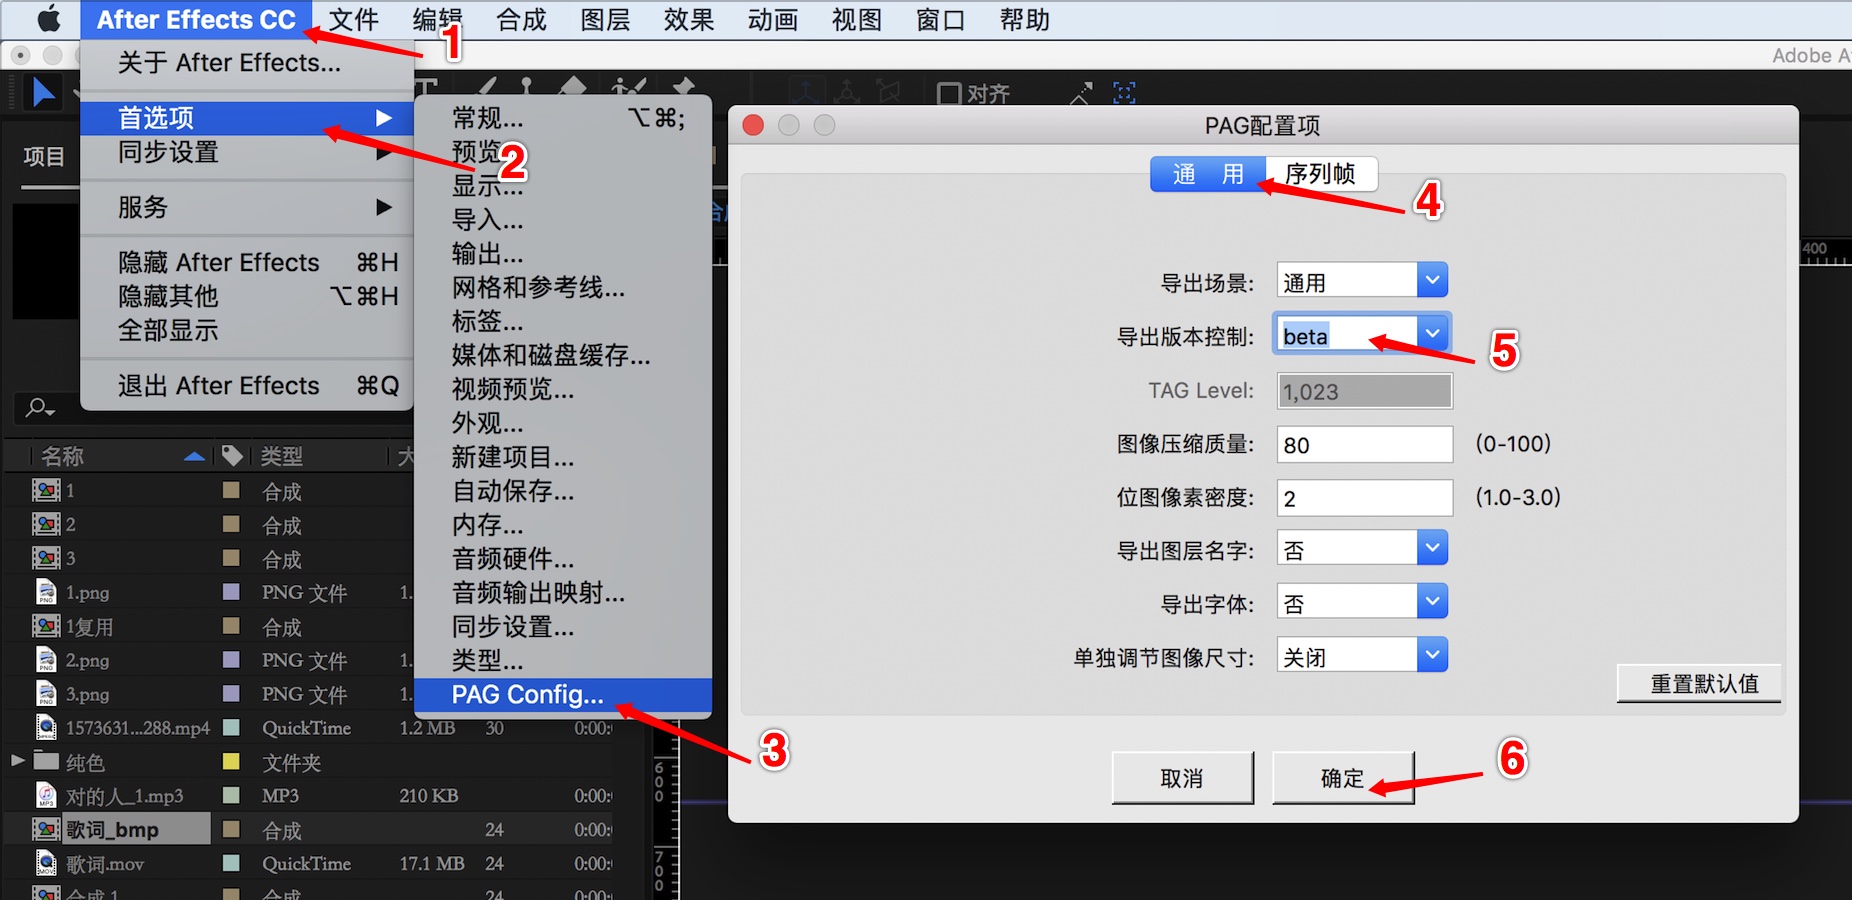 After Effects CC 文件 编辑 合成 图层 效果 动画 视图 窗口 帮助
1
Adobe A
关于 After Effects...
首选项
同步设置
服务
隐藏 After Effects ⌘H
隐藏其他 ⌥⌘H
全部显示
退出 After Effects ⌘Q
2
对齐
项目
常规... ⌥⌘;
预览
显示...
导入...
输出...
网格和参考线...
标签...
媒体和磁盘缓存...
视频预览...
外观...
新建项目...
自动保存...
内存...
音频硬件...
音频输出映射...
同步设置...
类型...
PAG Config...
3
PAG配置项
通 用 序列帧
4
400
导出场景: 通用
导出版本控制: beta
5
TAG Level: 1,023
图像压缩质量: 80 (0-100)
位图像素密度: 2 (1.0-3.0)
导出图层名字: 否
导出字体: 否
单独调节图像尺寸: 关闭
重置默认值
取消 确定
6
名称 类型 大
1 合成
2 合成
3 合成
1.png PNG 文件 1.
1复用 合成
2.png PNG 文件 1.
3.png PNG 文件 1.
1573631...288.mp4 QuickTime 1.2 MB 30 0:00:
纯色 文件夹
对的人_1.mp3 MP3 210 KB 0:00:
歌词_bmp 合成 24 0:00:
歌词.mov QuickTime 17.1 MB 24 0:00:
合成 1 合成 24 0:00:
600
700